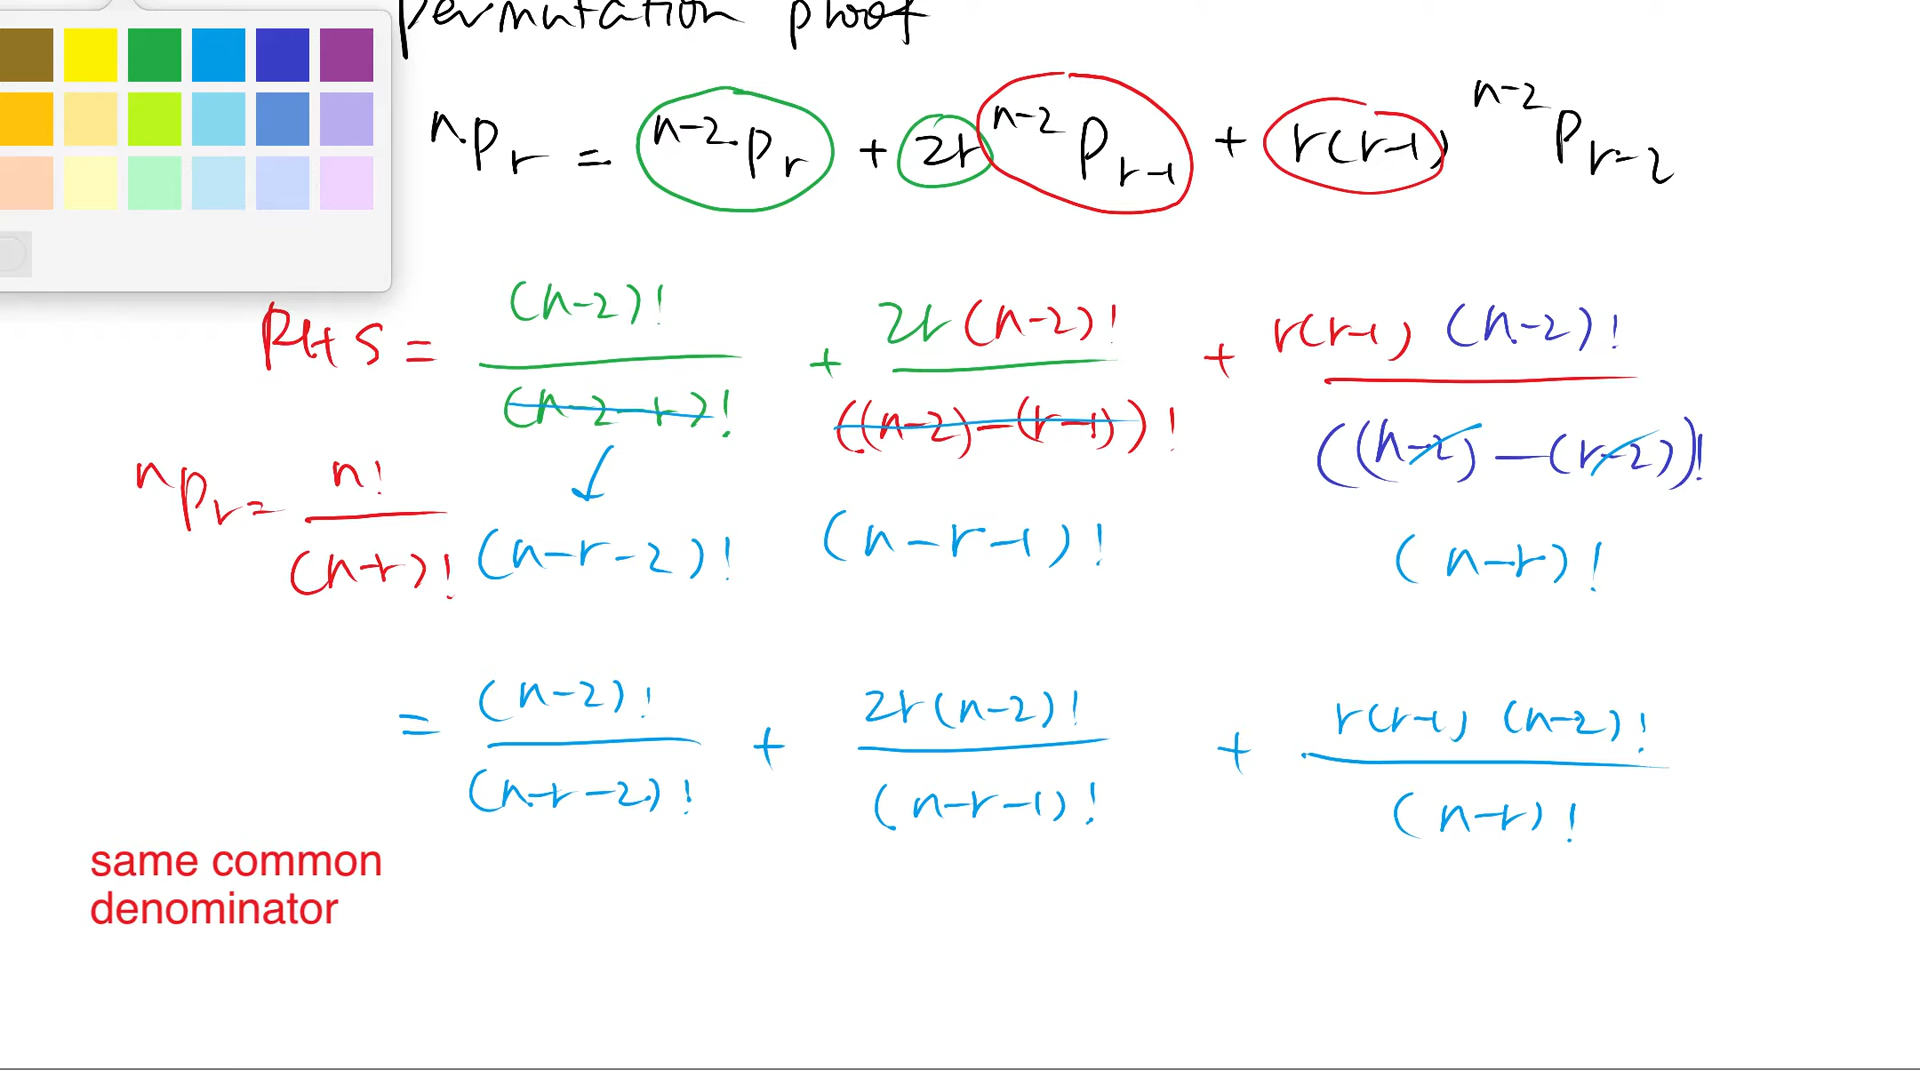 permutation proof
ⁿPᵣ = ⁿ⁻²Pᵣ + 2r ⁿ⁻²Pᵣ₋₁ + r(r-1) ⁿ⁻²Pᵣ₋₂
RHS = (n-2)! / (n-2-r)! + 2r(n-2)! / ((n-2)-(r-1))! + r(r-1)(n-2)! / ((n-2)-(r-2))!
ⁿPᵣ = n! / (n-r)!
(n-r-2)! (n-r-1)! (n-r)!
= (n-2)! / (n-r-2)! + 2r(n-2)! / (n-r-1)! + r(r-1)(n-2)! / (n-r)!
same common
denominator